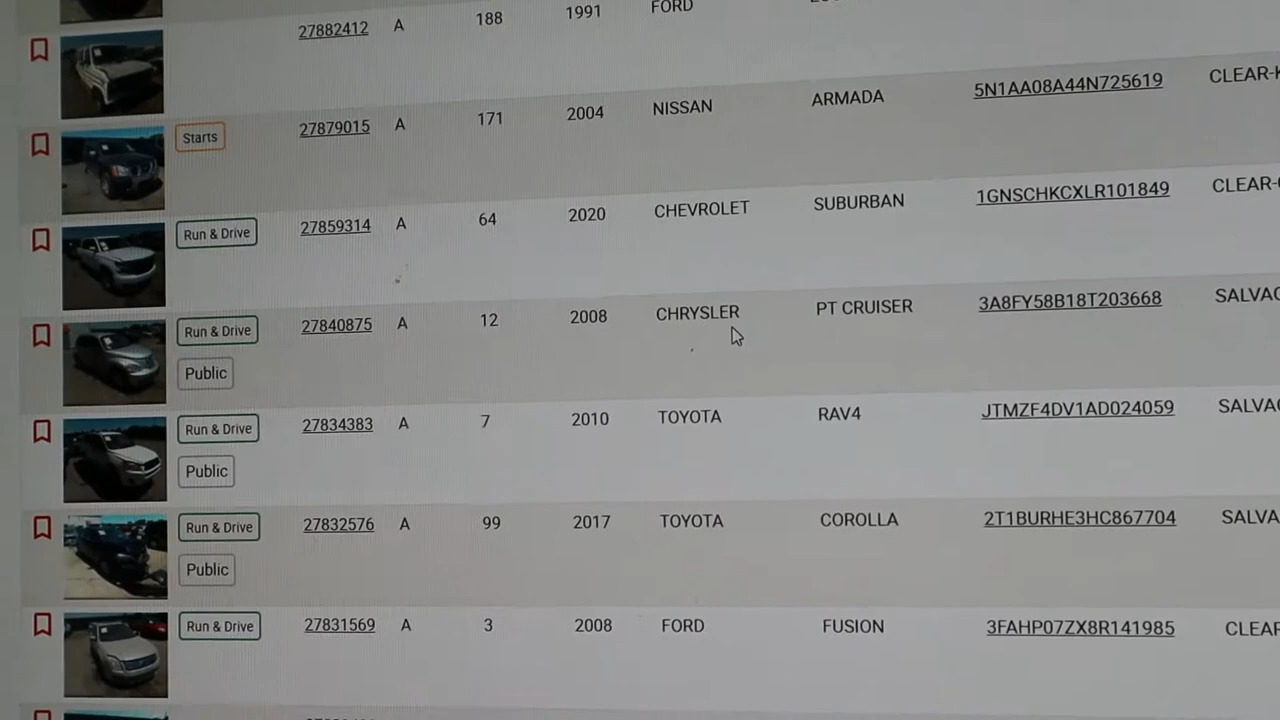 27882412 A 188 1991 FORD
Starts 27879015 A 171 2004 NISSAN ARMADA 5N1AA08A44N725619 CLEAR-
Run & Drive 27859314 A 64 2020 CHEVROLET SUBURBAN 1GNSCHKCXLR101849 CLEAR-
Run & Drive 27840875 A 12 2008 CHRYSLER PT CRUISER 3A8FY58B18T203668 SALVAG
Public
Run & Drive 27834383 A 7 2010 TOYOTA RAV4 JTMZF4DV1AD024059 SALVAG
Public
Run & Drive 27832576 A 99 2017 TOYOTA COROLLA 2T1BURHE3HC867704 SALVA
Public
Run & Drive 27831569 A 3 2008 FORD FUSION 3FAHP07ZX8R141985 CLEAR